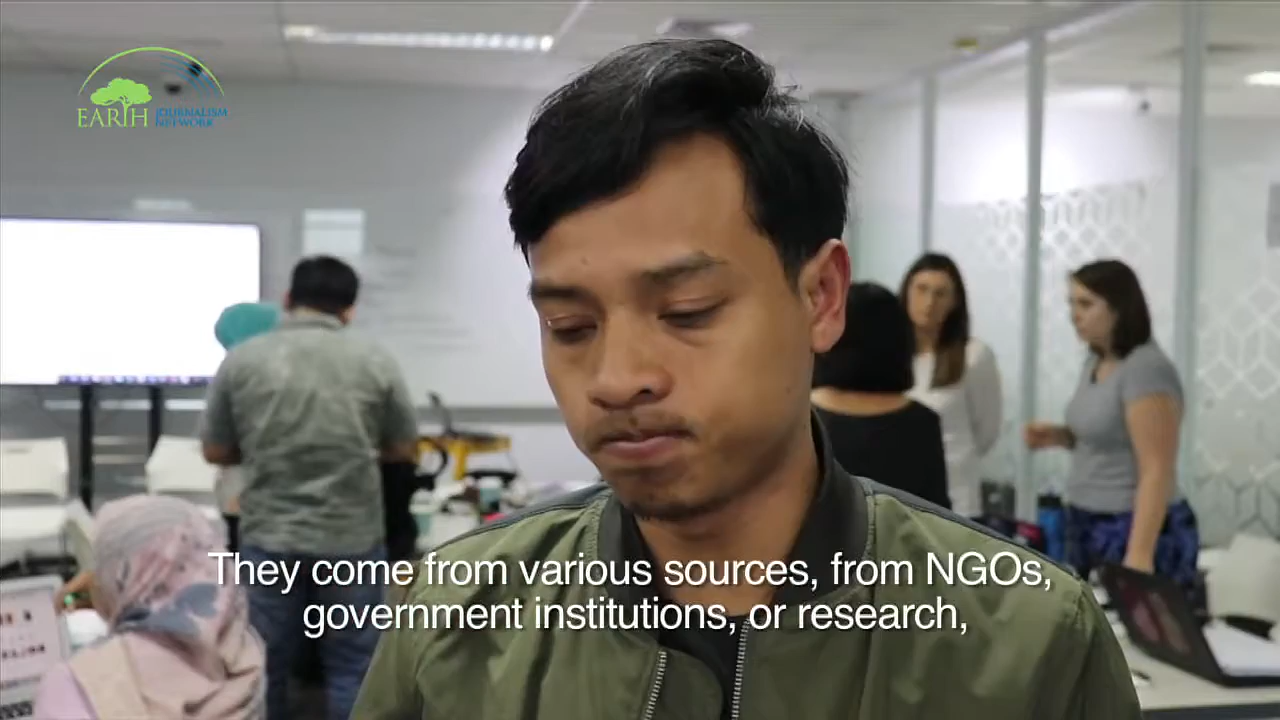 EARTH JOURNALISM
NETWORK
They come from various sources, from NGOs,
government institutions, or research,